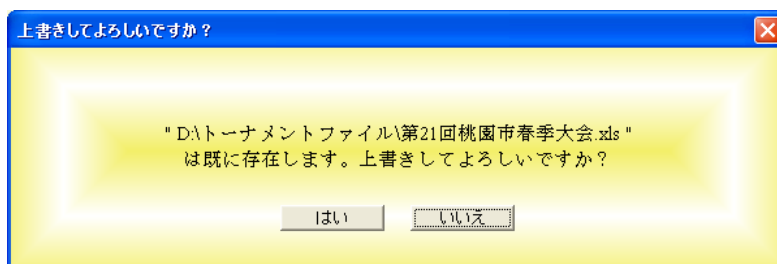 上書きしてよろしいですか？
" D:\トーナメントファイル\第21回桃園市春季大会.xls "
は既に存在します。上書きしてよろしいですか？
はい
いいえ